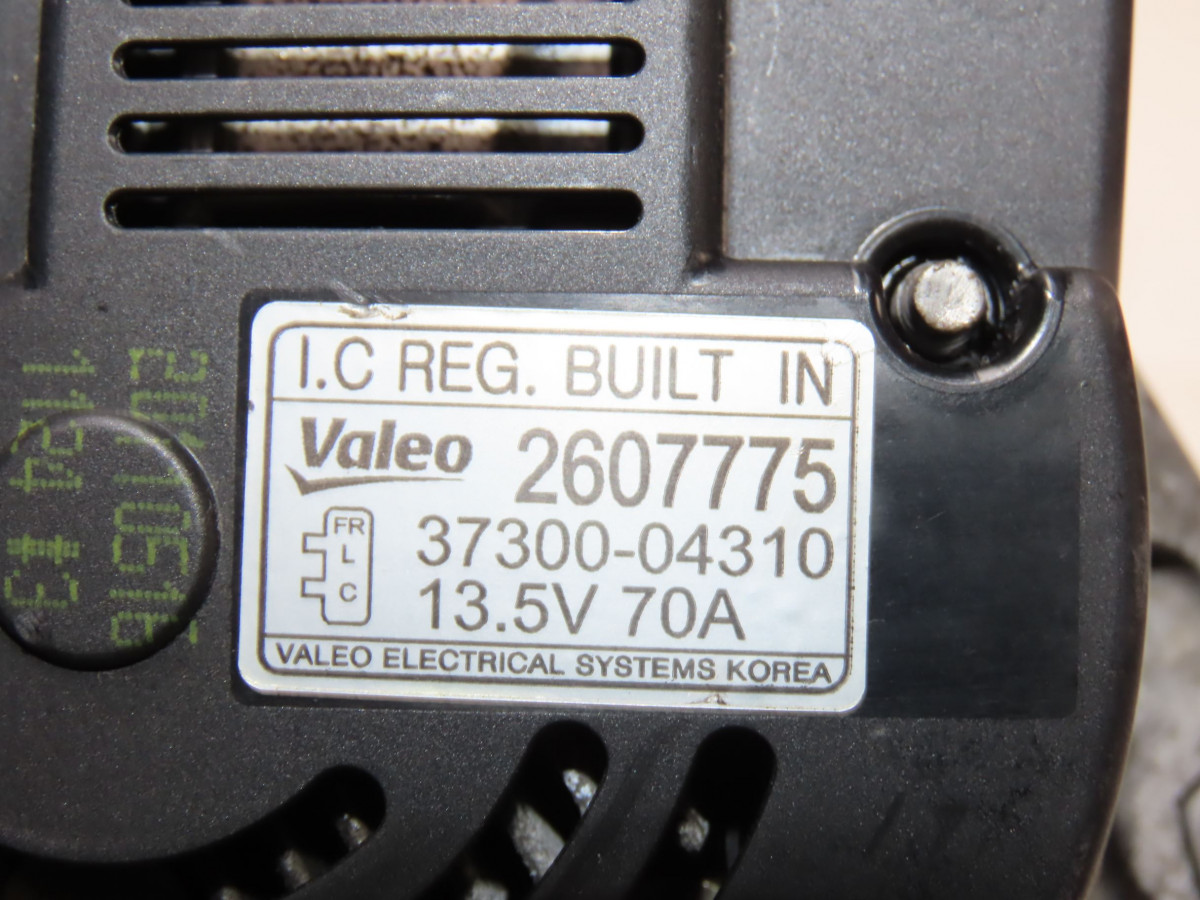 I.C REG. BUILT IN
Valeo 2607775
FR
L
C
37300-04310
13.5V 70A
VALEO ELECTRICAL SYSTEMS KOREA